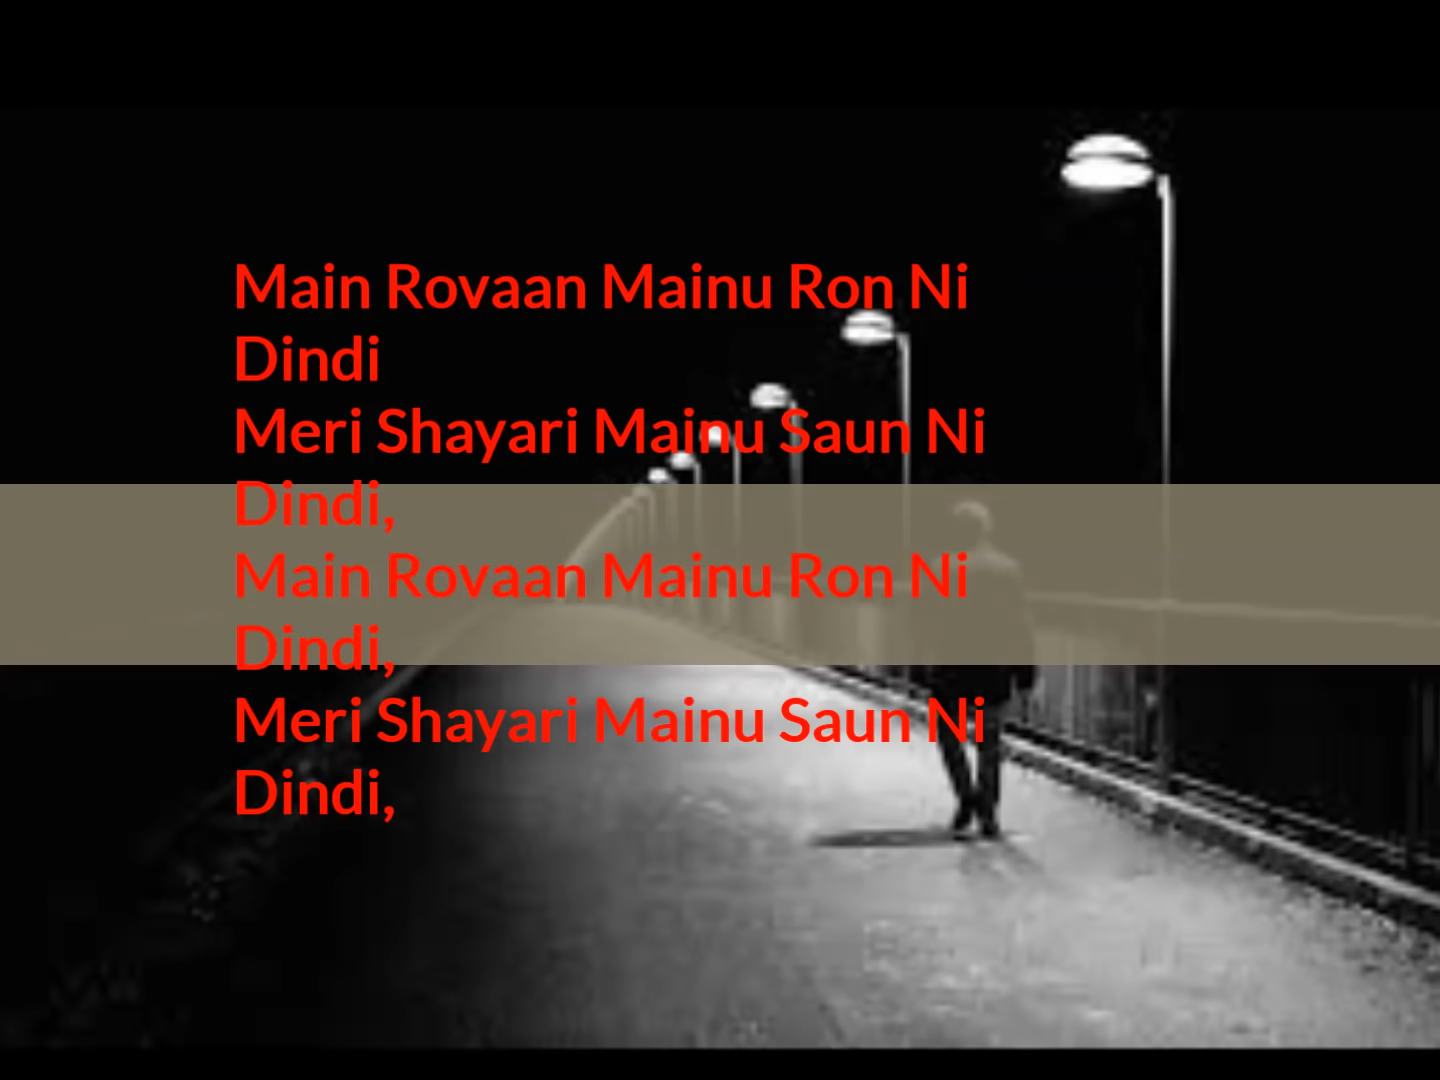 Main Rovaan Mainu Ron Ni
Dindi
Meri Shayari Mainu Saun Ni
Dindi,
Main Rovaan Mainu Ron Ni
Dindi,
Meri Shayari Mainu Saun Ni
Dindi,